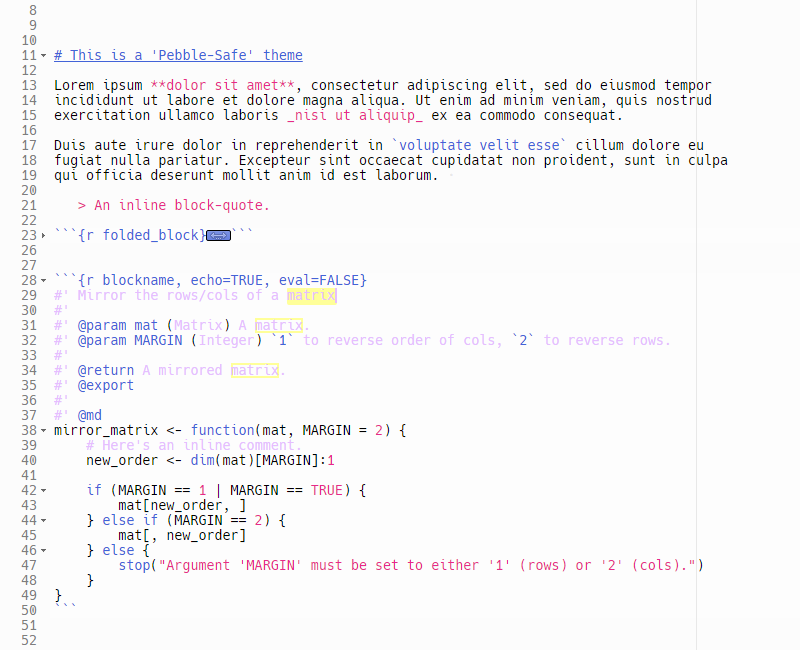 8
9
10
11 # This is a 'Pebble-Safe' theme
12
13 Lorem ipsum **dolor sit amet**, consectetur adipiscing elit, sed do eiusmod tempor
14 incididunt ut labore et dolore magna aliqua. Ut enim ad minim veniam, quis nostrud
15 exercitation ullamco laboris _nisi ut aliquip_ ex ea commodo consequat.
16
17 Duis aute irure dolor in reprehenderit in `voluptate velit esse` cillum dolore eu
18 fugiat nulla pariatur. Excepteur sint occaecat cupidatat non proident, sunt in culpa
19 qui officia deserunt mollit anim id est laborum.
20
21    > An inline block-quote.
22
23 ```{r folded_block}```
26
27
28 ```{r blockname, echo=TRUE, eval=FALSE}
29 #' Mirror the rows/cols of a matrix
30 #'
31 #' @param mat (Matrix) A matrix.
32 #' @param MARGIN (Integer) `1` to reverse order of cols, `2` to reverse rows.
33 #'
34 #' @return A mirrored matrix.
35 #' @export
36 #'
37 #' @md
38 mirror_matrix <- function(mat, MARGIN = 2) {
39     # Here's an inline comment.
40     new_order <- dim(mat)[MARGIN]:1
41
42     if (MARGIN == 1 | MARGIN == TRUE) {
43         mat[new_order, ]
44     } else if (MARGIN == 2) {
45         mat[, new_order]
46     } else {
47         stop("Argument 'MARGIN' must be set to either '1' (rows) or '2' (cols).")
48     }
49 }
50 ```
51
52